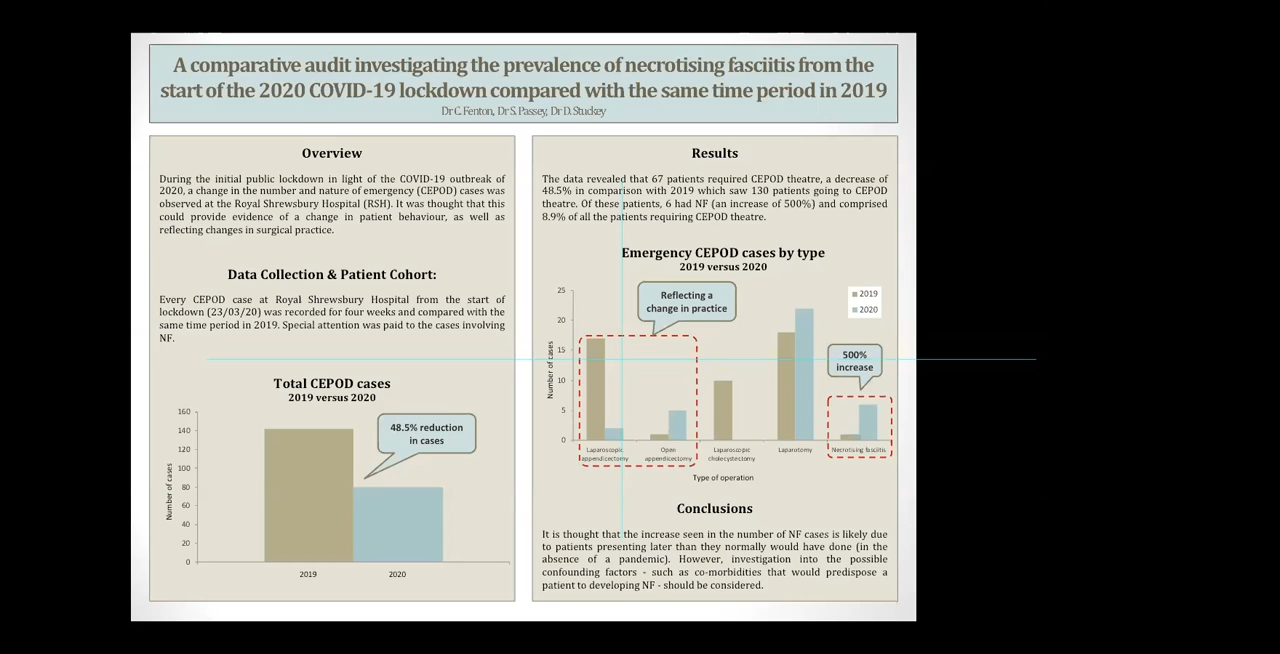 A comparative audit investigating the prevalence of necrotising fasciitis from the
start of the 2020 COVID-19 lockdown compared with the same time period in 2019
Dr C. Fenton, Dr S. Passey, Dr D. Stuckey
Overview
During the initial public lockdown in light of the COVID-19 outbreak of
2020, a change in the number and nature of emergency (CEPOD) cases was
observed at the Royal Shrewsbury Hospital (RSH). It was thought that this
could provide evidence of a change in patient behaviour, as well as
reflecting changes in surgical practice.
Data Collection & Patient Cohort:
Every CEPOD case at Royal Shrewsbury Hospital from the start of
lockdown (23/03/20) was recorded for four weeks and compared with the
same time period in 2019. Special attention was paid to the cases involving
NF.
Total CEPOD cases
2019 versus 2020
160
140
120
100
80
60
40
20
0
Number of cases
48.5% reduction
in cases
2019
2020
Results
The data revealed that 67 patients required CEPOD theatre, a decrease of
48.5% in comparison with 2019 which saw 130 patients going to CEPOD
theatre. Of these patients, 6 had NF (an increase of 500%) and comprised
8.9% of all the patients requiring CEPOD theatre.
Emergency CEPOD cases by type
2019 versus 2020
25
20
15
10
5
0
Number of cases
Reflecting a
change in practice
2019
2020
500%
increase
Laparoscopic
appendicectomy
Open
appendicectomy
Laparoscopic
cholecystectomy
Laparotomy
Necrotising fasciitis
Type of operation
Conclusions
It is thought that the increase seen in the number of NF cases is likely due
to patients presenting later than they normally would have done (in the
absence of a pandemic). However, investigation into the possible
confounding factors - such as co-morbidities that would predispose a
patient to developing NF - should be considered.